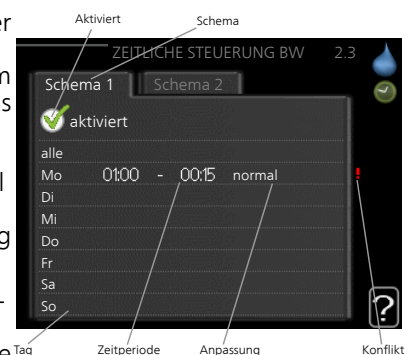 Aktiviert
Schema
ZEITLICHE STEUERUNG BW 2.3
Schema 1 Schema 2
aktiviert
alle
Mo 01:00 - 00:15 normal !
Di
Mi
Do
Fr
Sa
So
?
Tag Zeitperiode Anpassung Konflikt